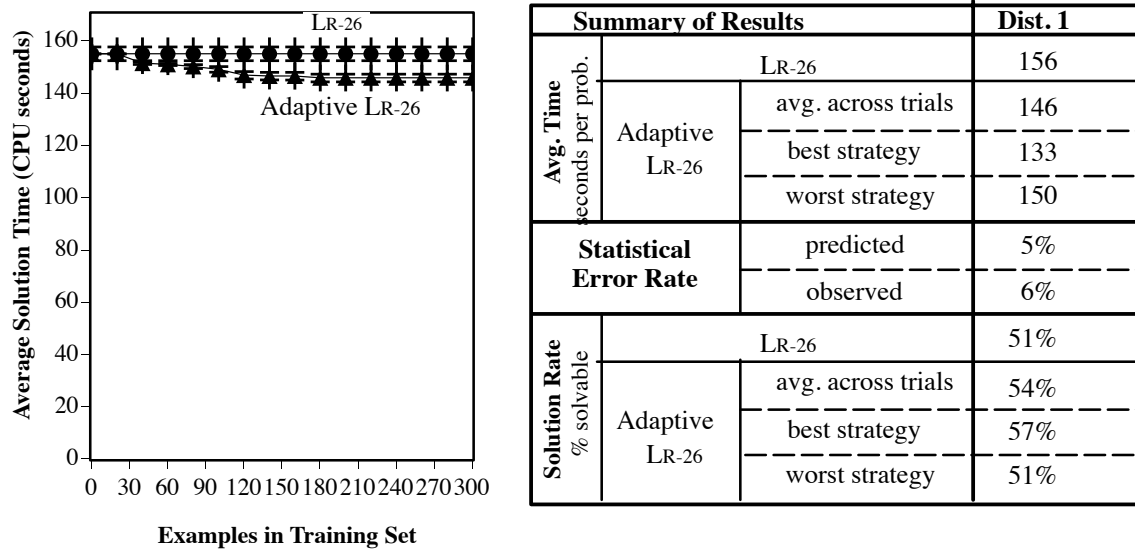 LR-26
Adaptive LR-26
Average Solution Time (CPU seconds)
160
140
120
100
80
60
40
20
0
0 30 60 90 120 150 180 210 240 270 300
Examples in Training Set
Summary of Results Dist. 1
Avg. Time
seconds per prob.
LR-26 156
Adaptive
LR-26
avg. across trials 146
best strategy 133
worst strategy 150
Statistical
Error Rate
predicted 5%
observed 6%
Solution Rate
% solvable
LR-26 51%
Adaptive
LR-26
avg. across trials 54%
best strategy 57%
worst strategy 51%